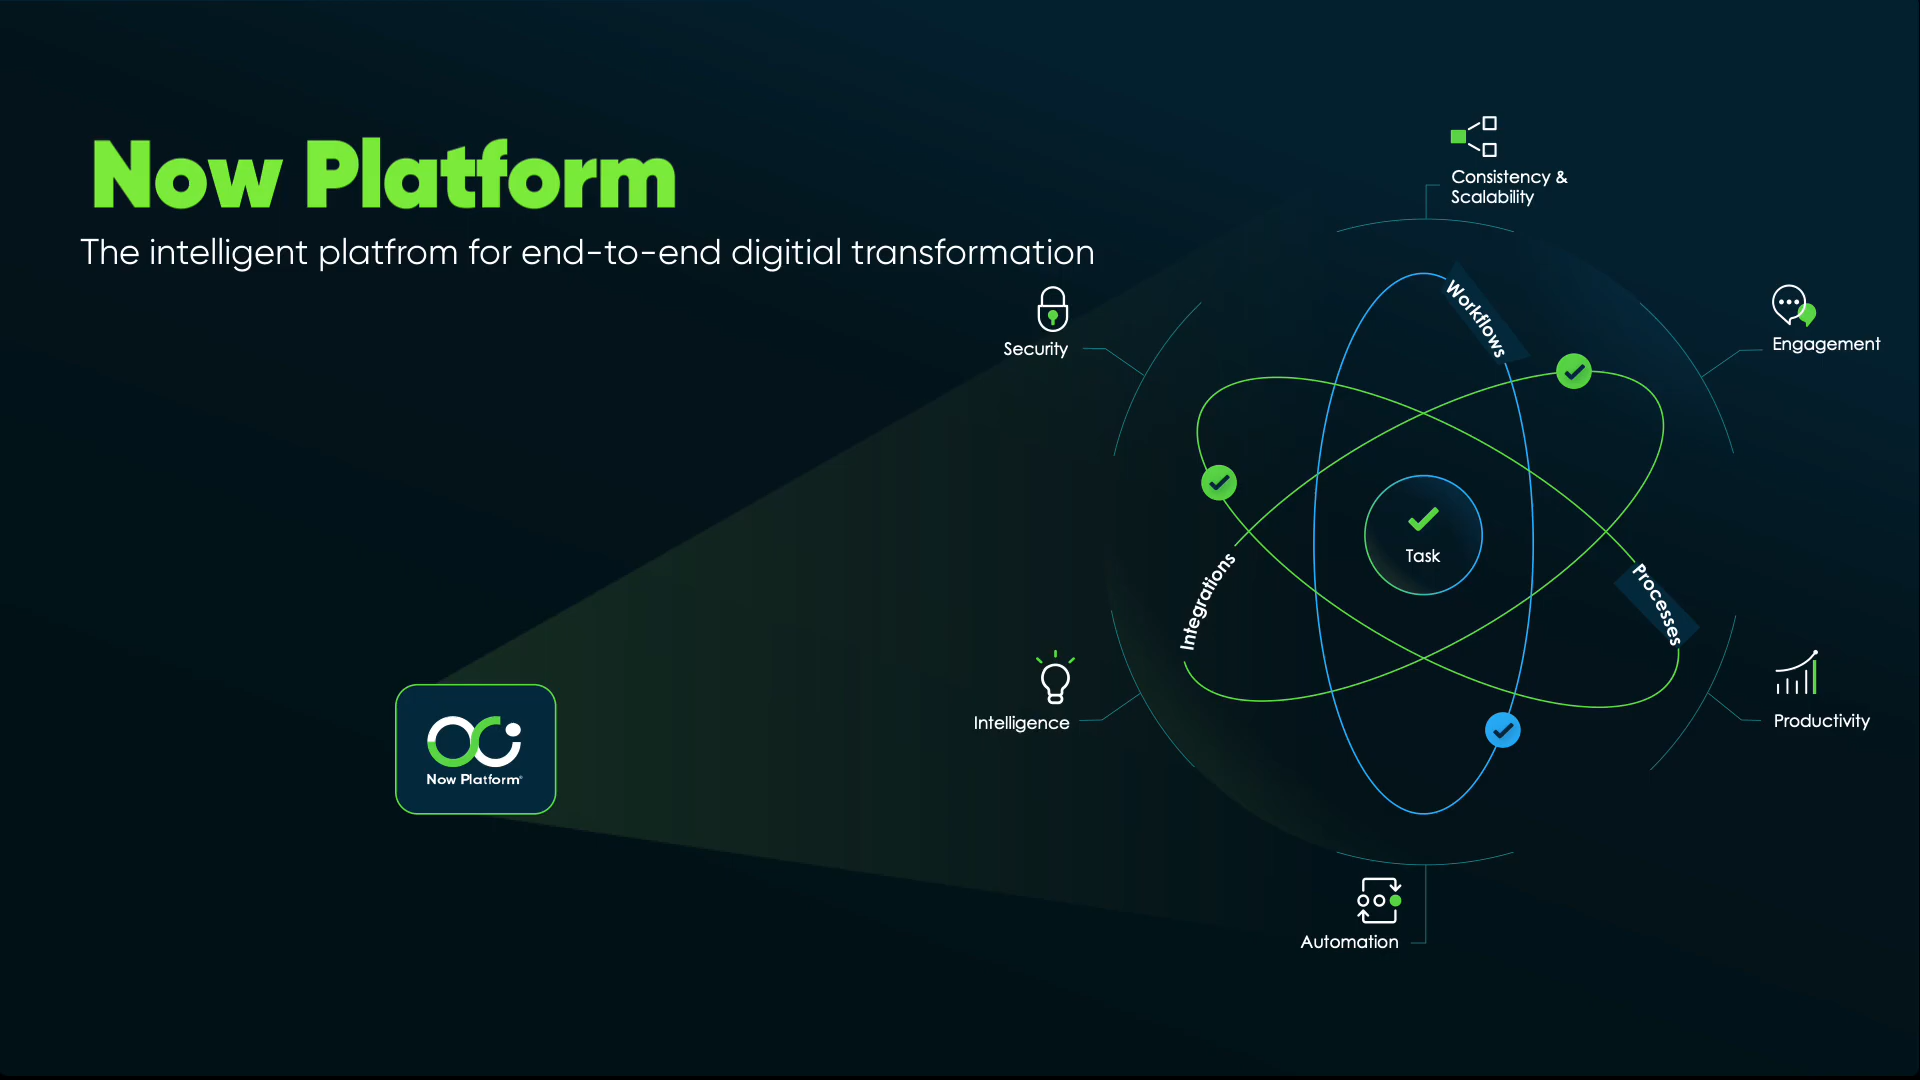 Now Platform
The intelligent platfrom for end-to-end digitial transformation
Consistency &
Scalability
Security
Engagement
Workflows
Task
Integrations
Processes
Intelligence
Productivity
Now Platform®
Automation